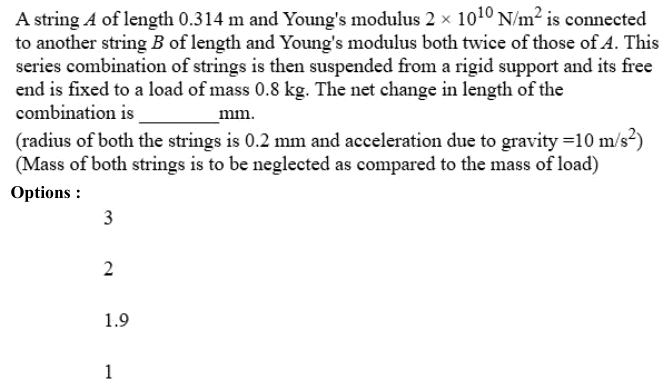 A string A of length 0.314 m and Young's modulus 2 × 10¹⁰ N/m² is connected
to another string B of length and Young's modulus both twice of those of A. This
series combination of strings is then suspended from a rigid support and its free
end is fixed to a load of mass 0.8 kg. The net change in length of the
combination is ________mm.
(radius of both the strings is 0.2 mm and acceleration due to gravity =10 m/s²)
(Mass of both strings is to be neglected as compared to the mass of load)
Options :
3
2
1.9
1